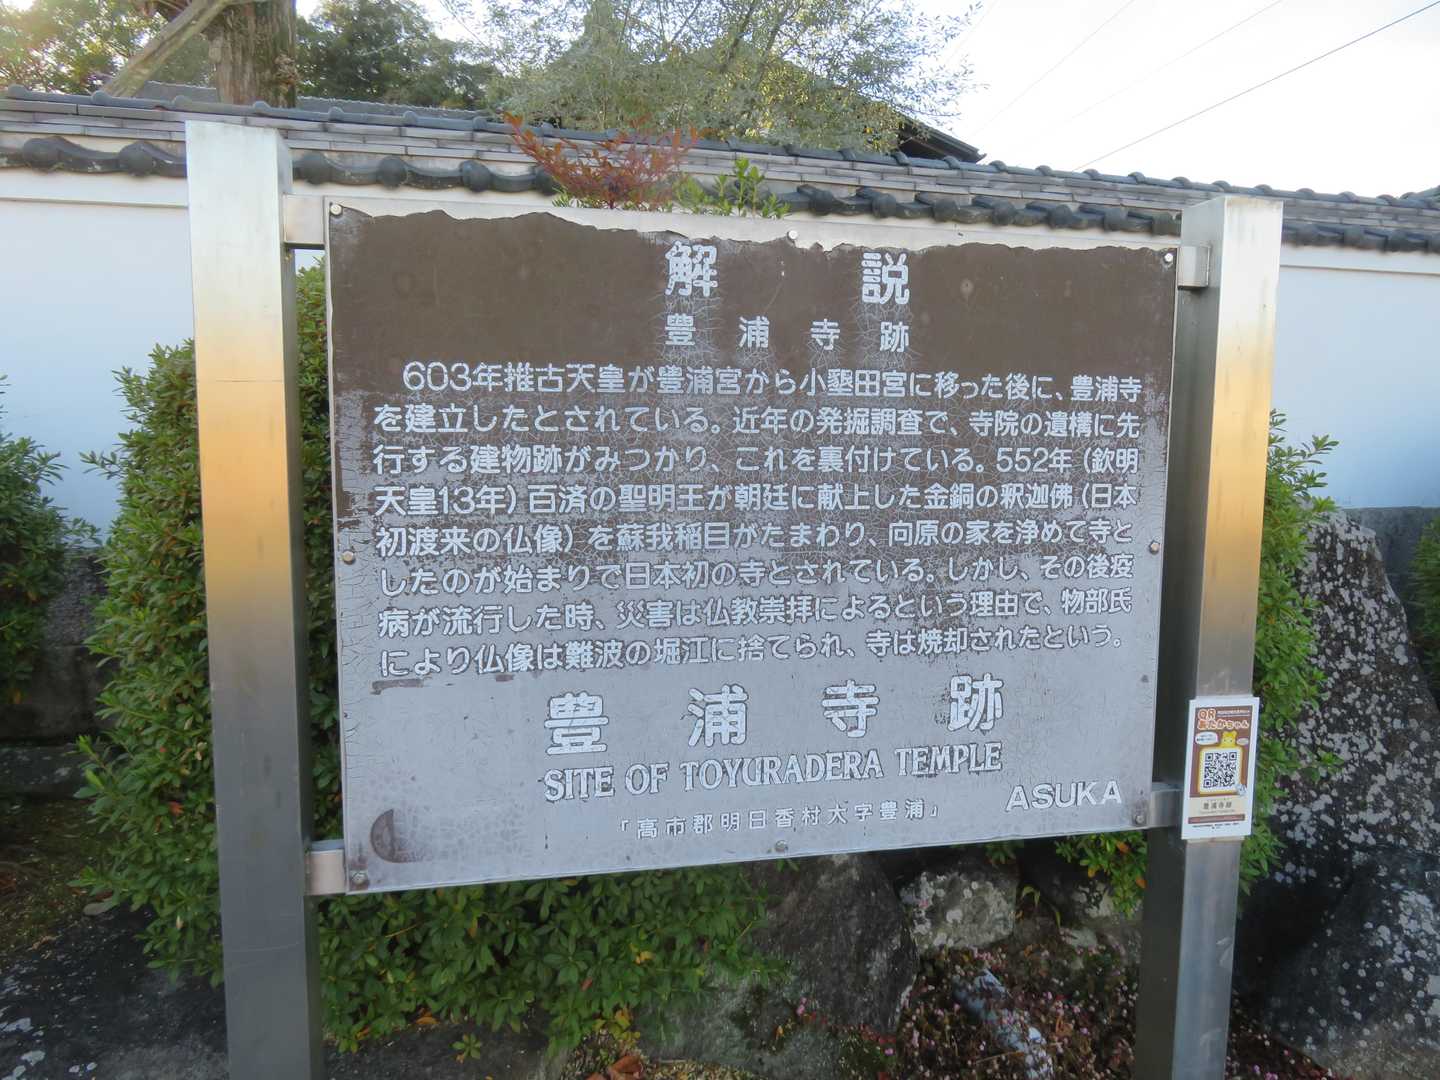 解説
豊浦寺跡
603年推古天皇が豊浦宮から小墾田宮に移った後に、豊浦寺
を建立したとされている。近年の発掘調査で、寺院の遺構に先
行する建物跡がみつかり、これを裏付けている。552年(欽明
天皇13年)百済の聖明王が朝廷に献上した金銅の釈迦佛(日本
初渡来の仏像)を蘇我稲目がたまわり、向原の家を浄めて寺と
したのが始まりで日本初の寺とされている。しかし、その後疫
病が流行した時、災害は仏教崇拝によるという理由で、物部氏
により仏像は難波の堀江に捨てられ、寺は焼却されたという。
豊浦寺跡
SITE OF TOYURADERA TEMPLE
ASUKA
「高市郡明日香村大字豊浦」
QR
あすかちゃん
豊浦寺跡